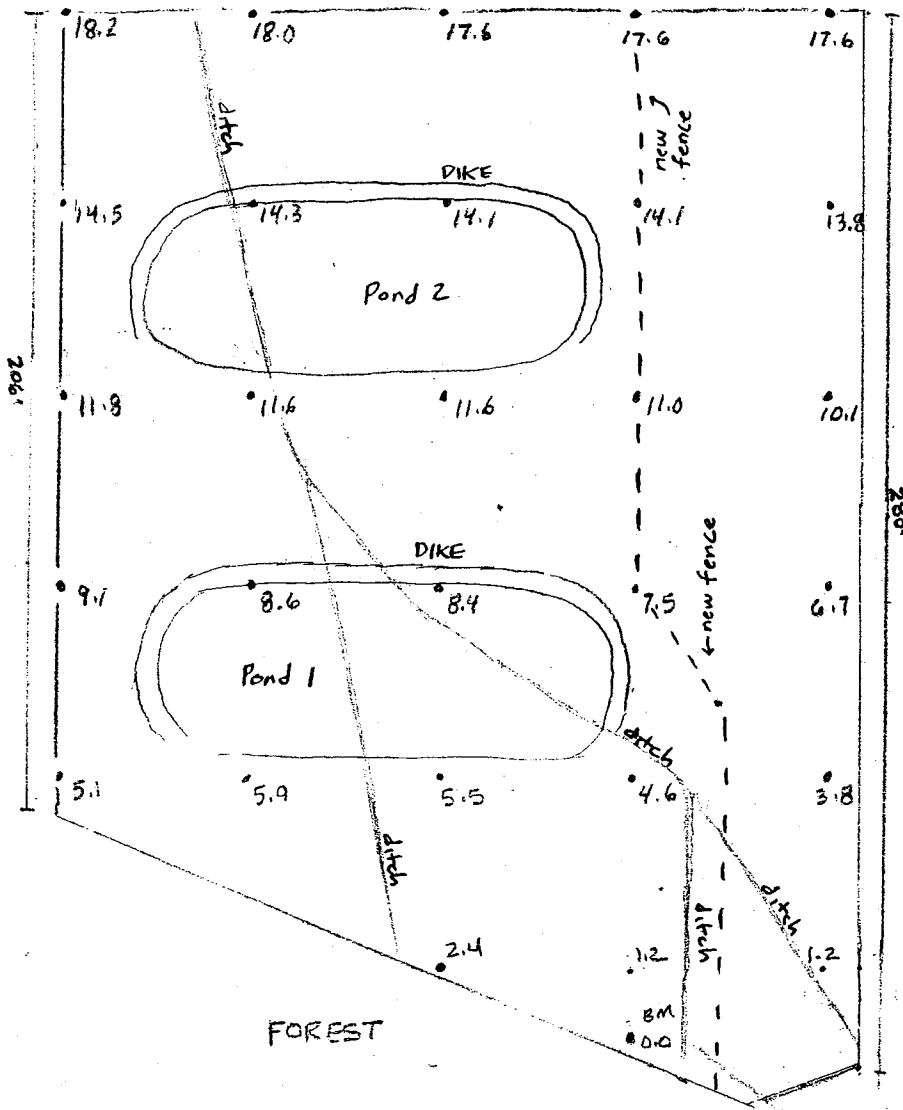 18.2 18.0 17.6 17.6 17.6
ditch
new
fence
DIKE
14.5 14.3 14.1 14.1 13.8
Pond 2
206'
11.8 11.6 11.6 11.0 10.1
280'
DIKE
←new fence
9.1 8.6 8.4 7.5 6.7
Pond 1
ditch
5.1 5.9 5.5 4.6 3.8
ditch
ditch
ditch
2.4 1.2 1.2
BM
0.0
FOREST